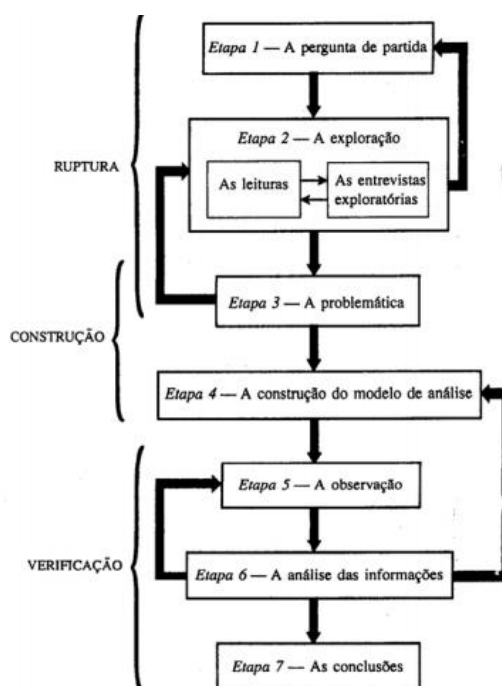 Etapa 1 — A pergunta de partida
Etapa 2 — A exploração
RUPTURA
As leituras
As entrevistas
exploratórias
Etapa 3 — A problemática
CONSTRUÇÃO
Etapa 4 — A construção do modelo de análise
Etapa 5 — A observação
VERIFICAÇÃO
Etapa 6 — A análise das informações
Etapa 7 — As conclusões